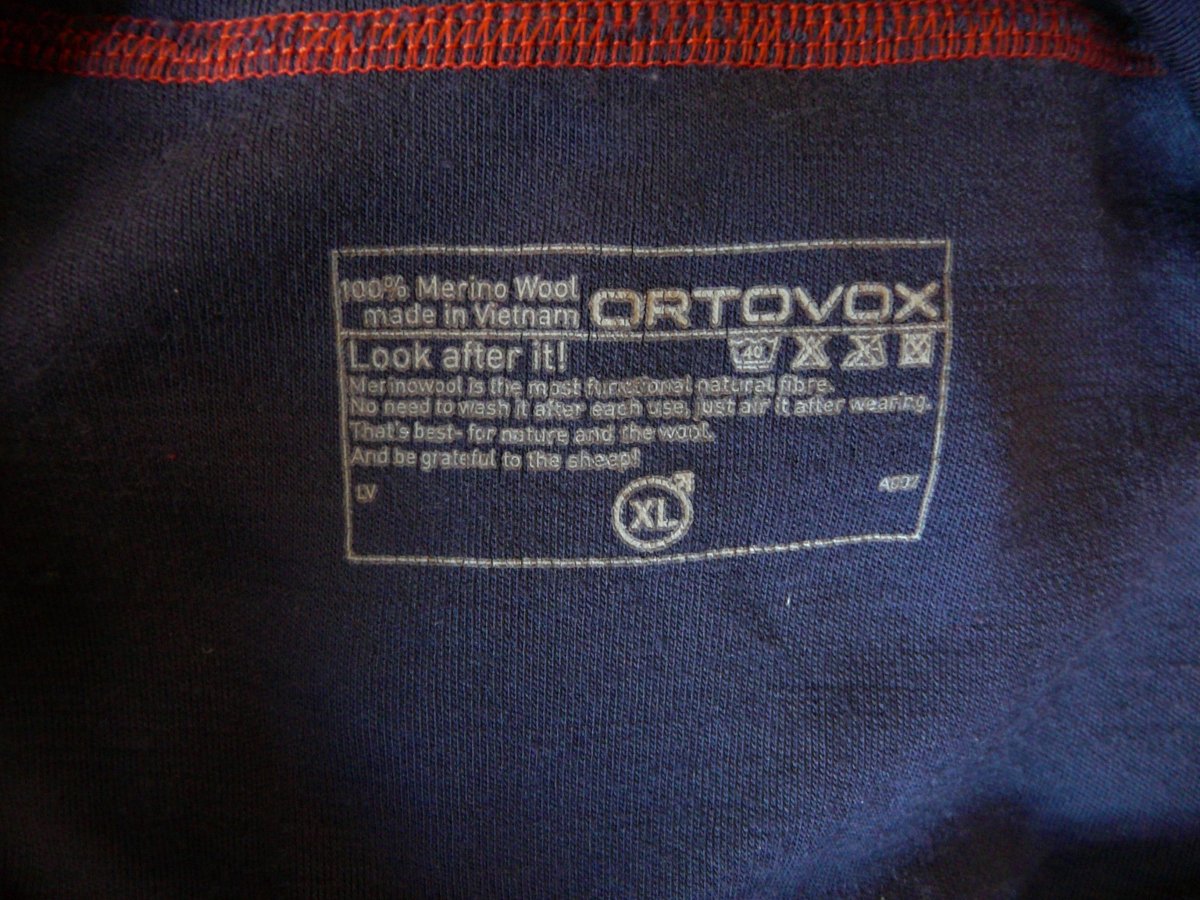 100% Merino Wool
made in Vietnam
ORTOVOX
Look after it!
40°
Merinowool is the most functional natural fibre.
No need to wash it after each use, just air it after wearing.
That's best- for nature and the wool.
And be grateful to the sheep!
LV
XL